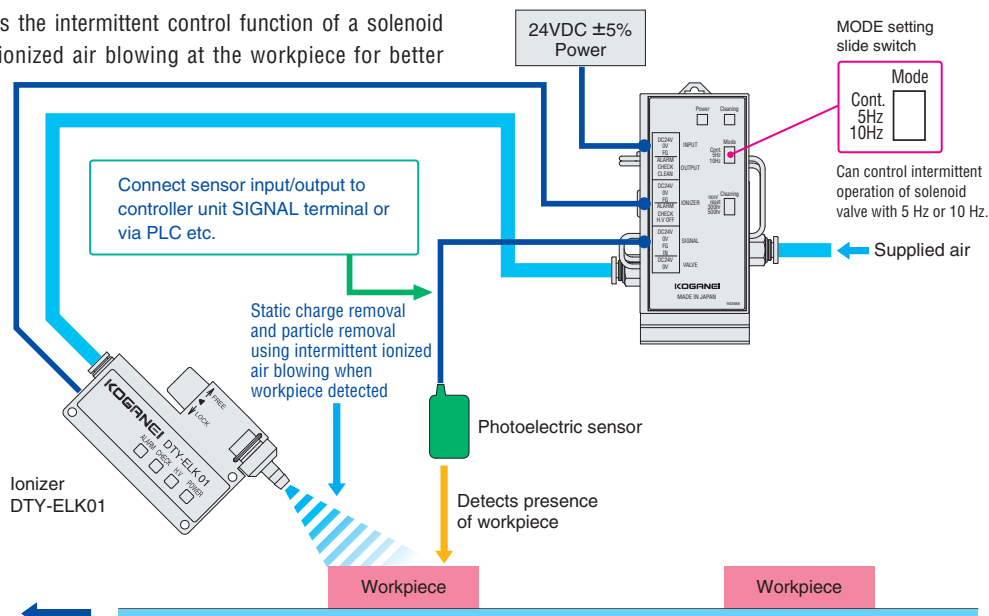 s the intermittent control function of a solenoid
ionized air blowing at the workpiece for better
24VDC ±5%
Power
MODE setting
slide switch
Mode
Cont.
5Hz
10Hz
Can control intermittent
operation of solenoid
valve with 5 Hz or 10 Hz.
Power
Cleaning
DC24V
0V
FG
INPUT
ALARM
CHECK
CLEAN
OUTPUT
Mode
Cont.
5Hz
10Hz
DC24V
0V
FG
ALARM
CHECK
H.V OFF
IONIZER
Cleaning
reset
300hr
500hr
DC24V
0V
FG
IN
SIGNAL
DC24V
0V
VALVE
KOGANEI
MADE IN JAPAN
Supplied air
Connect sensor input/output to
controller unit SIGNAL terminal or
via PLC etc.
Static charge removal
and particle removal
using intermittent ionized
air blowing when
workpiece detected
Photoelectric sensor
Detects presence
of workpiece
FREE
LOCK
KOGANEI
DTY-ELK01
ALARM
CHECK
H.V
POWER
Ionizer
DTY-ELK01
Workpiece
Workpiece